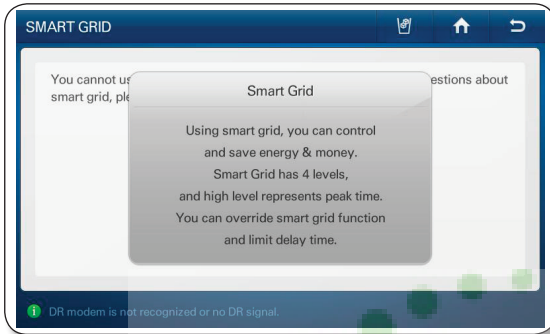 SMART GRID
You cannot us
estions about
smart grid, ple
Smart Grid
Using smart grid, you can control
and save energy & money.
Smart Grid has 4 levels,
and high level represents peak time.
You can override smart grid function
and limit delay time.
DR modem is not recognized or no DR signal.